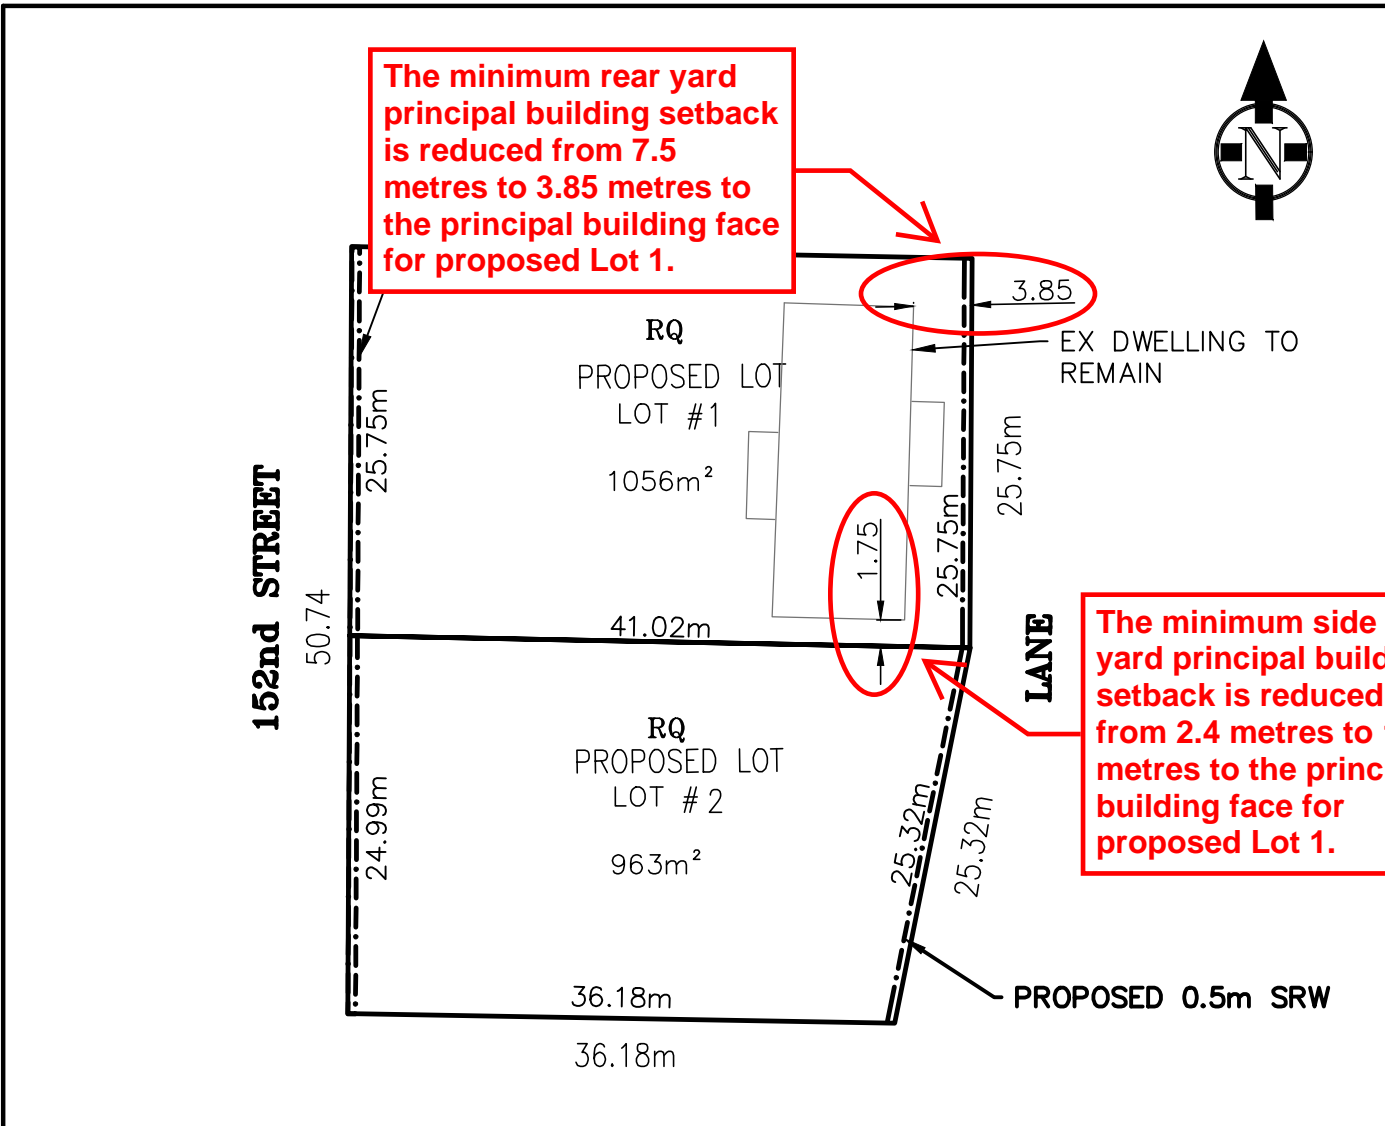 The minimum rear yard
principal building setback
is reduced from 7.5
metres to 3.85 metres to
the principal building face
for proposed Lot 1.
N
3.85
EX DWELLING TO
REMAIN
RQ
PROPOSED LOT
LOT #1
1056m²
25.75m
25.75m
25.75m
1.75
41.02m
152nd STREET
50.74
LANE
The minimum side
yard principal
setback is reduced
from 2.4 metres to
metres to the
building face for
proposed Lot 1.
RQ
PROPOSED LOT
LOT #2
963m²
24.99m
25.32m
25.32m
36.18m
PROPOSED 0.5m SRW
36.18m